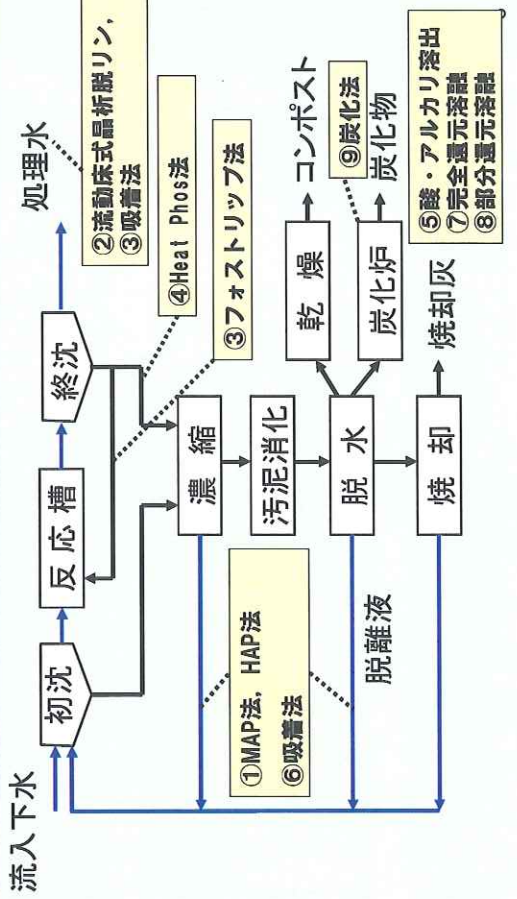 流入下水
初沈
反応槽
終沈
処理水
②流動床式晶析脱リン,
③吸着法
④Heat Phos法
③フォストリップ法
濃縮
汚泥消化
脱水
焼却
乾燥
炭化炉
コンポスト
⑨炭化法
炭化物
焼却灰
⑤酸・アルカリ溶出
⑦完全還元溶融
⑧部分還元溶融
①MAP法, HAP法
⑥吸着法
脱離液